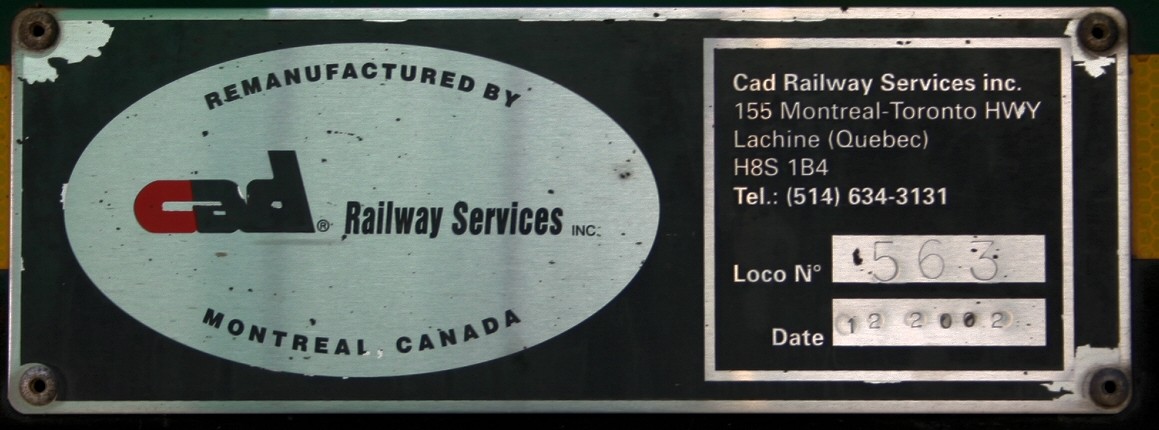 REMANUFACTURED BY
cad® Railway Services INC.
MONTREAL, CANADA
Cad Railway Services inc.
155 Montreal-Toronto HWY
Lachine (Quebec)
H8S 1B4
Tel.: (514) 634-3131
Loco N° 563
Date 12 2002